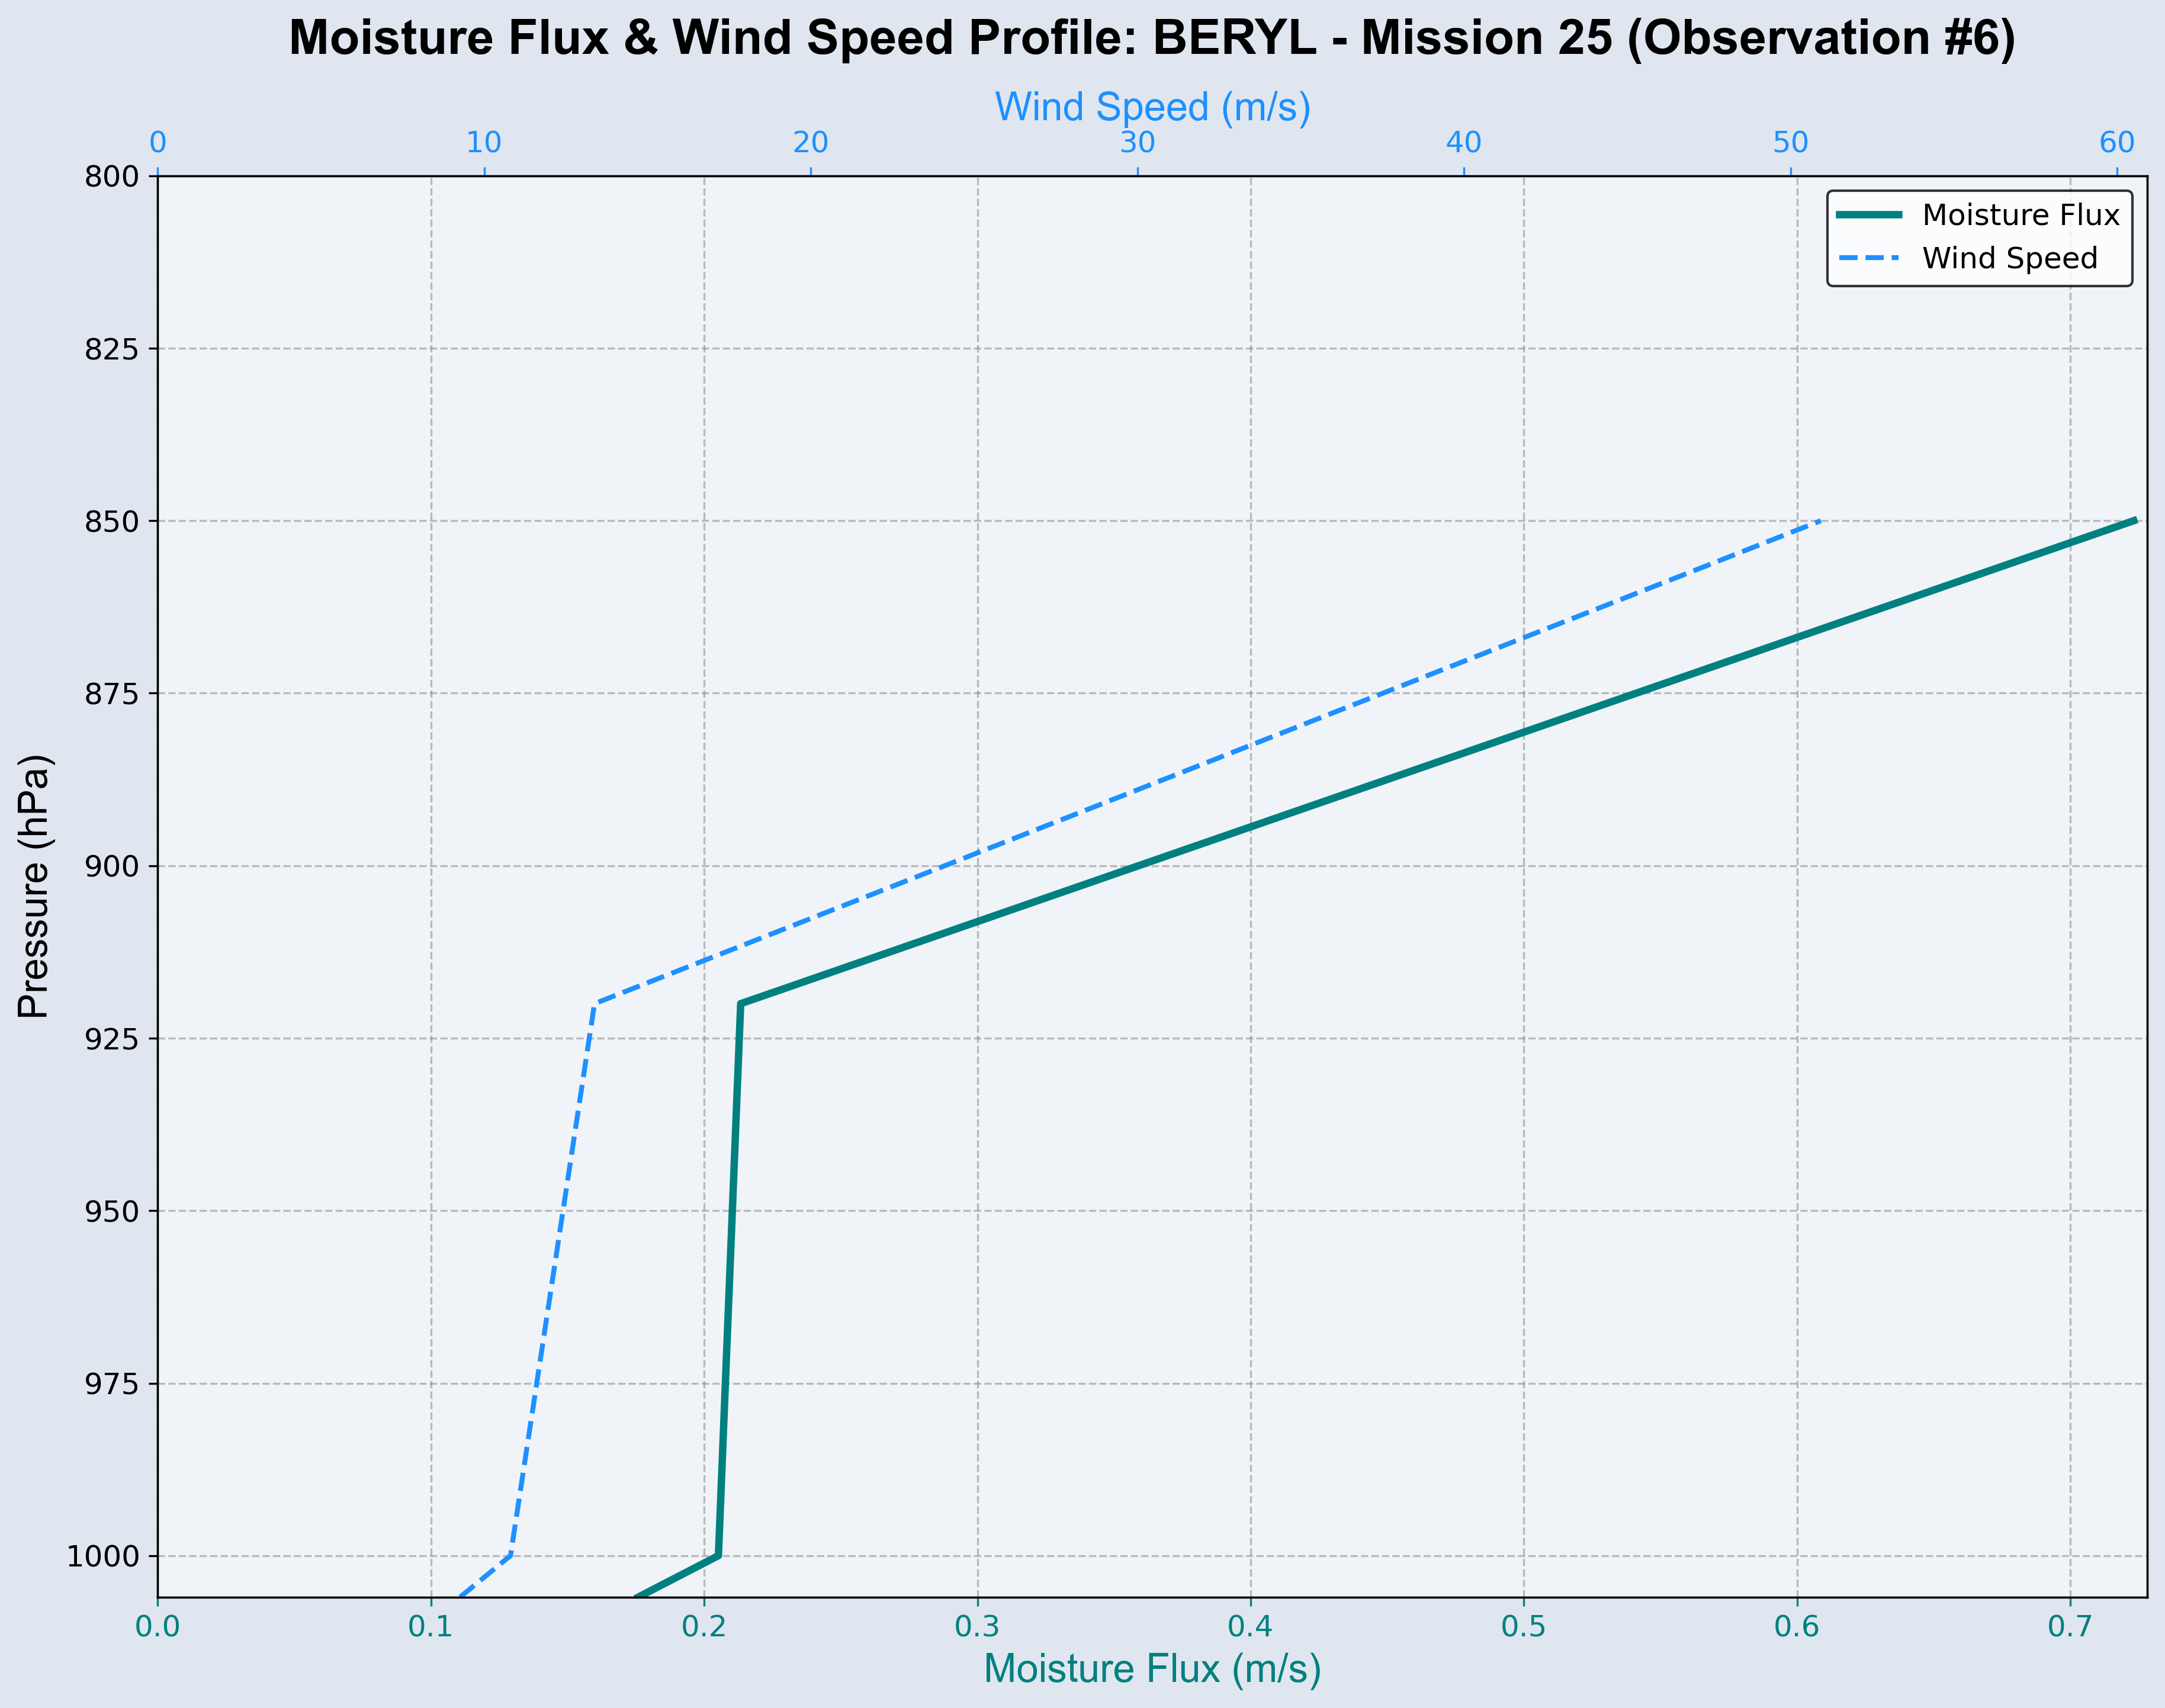 Moisture Flux & Wind Speed Profile: BERYL - Mission 25 (Observation #6)
Wind Speed (m/s)
0 10 20 30 40 50 60
Moisture Flux
Wind Speed
800
825
850
875
900
925
950
975
1000
Pressure (hPa)
0.0 0.1 0.2 0.3 0.4 0.5 0.6 0.7
Moisture Flux (m/s)